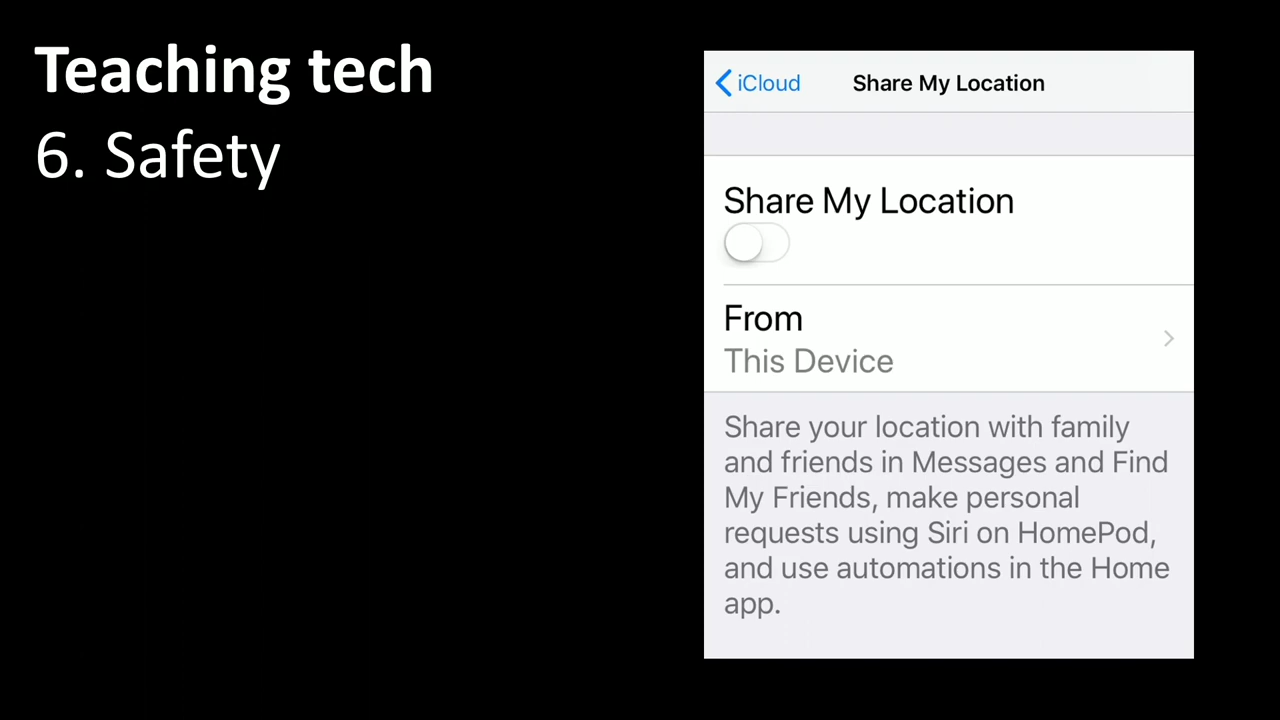 Teaching tech
6. Safety
iCloud
Share My Location
Share My Location
From
This Device
Share your location with family
and friends in Messages and Find
My Friends, make personal
requests using Siri on HomePod,
and use automations in the Home
app.